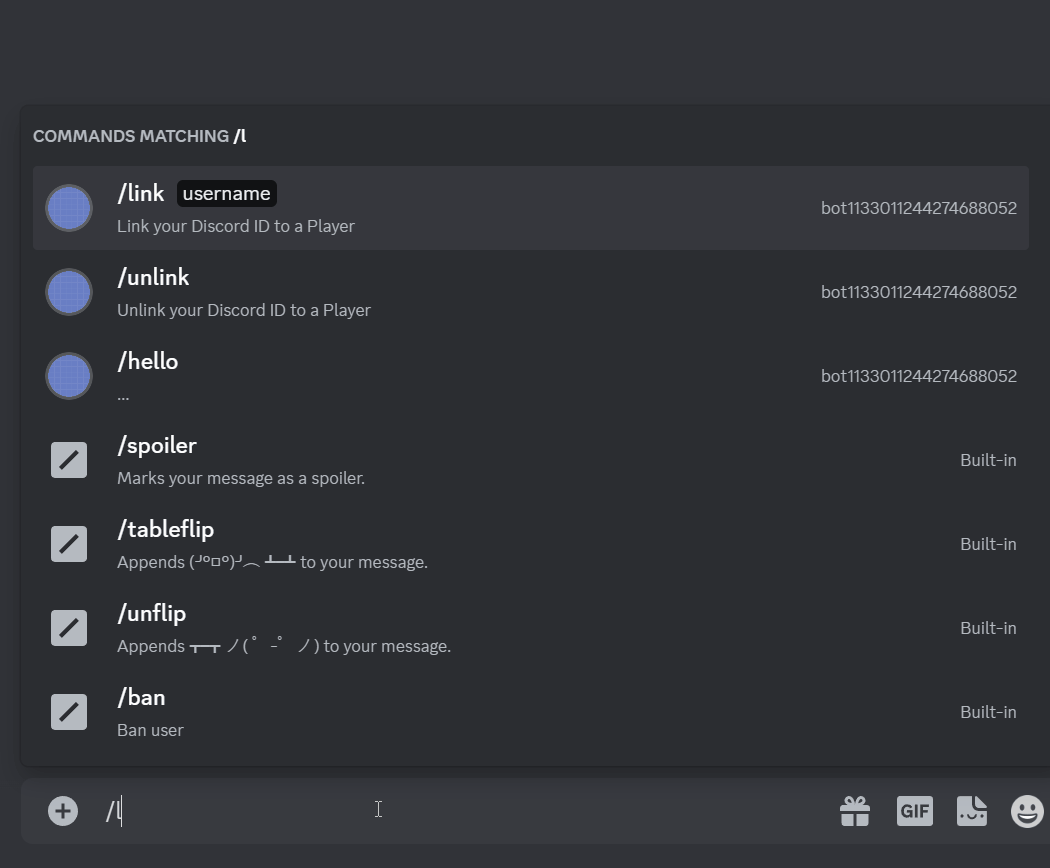 COMMANDS MATCHING /l
/link username
Link your Discord ID to a Player
bot1133011244274688052
/unlink
Unlink your Discord ID to a Player
bot1133011244274688052
/hello
...
bot1133011244274688052
/spoiler
Marks your message as a spoiler.
Built-in
/tableflip
Appends (╯°□°)╯︵ ┻━┻ to your message.
Built-in
/unflip
Appends ┬─┬ ノ( ゜-゜ノ) to your message.
Built-in
/ban
Ban user
Built-in
/l
GIF